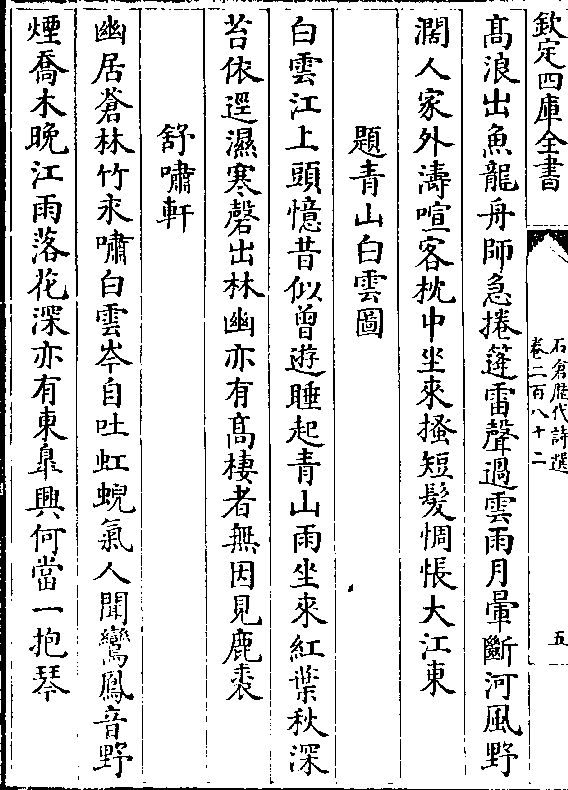 欽定四庫全書
石倉歷代詩選
卷二百八十二
五
高浪出魚龍舟師急捲篷雷聲過雲雨月暈斷河風野
濶人家外濤喧客枕中坐來搔短髪惆悵大江東
題青山白雲圖
白雲江上頭憶昔似曾遊睡起青山雨坐來紅葉秋深
苔依逕濕寒磬出林幽亦有髙棲者無因見鹿裘
舒嘯軒
幽居蒼林竹永嘯白雲岑自吐虹蜺氣人聞鸞鳳音野
煙喬木晚江雨落花深亦有東臯興何當一抱琴